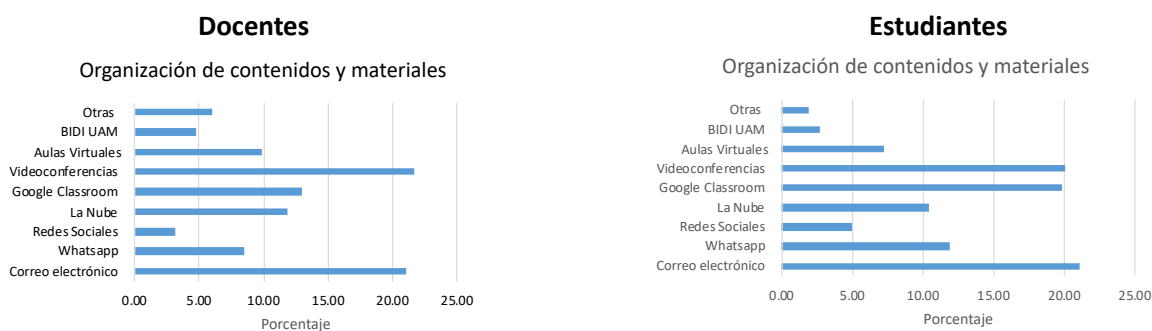 Docentes
Organización de contenidos y materiales
Otras
BIDI UAM
Aulas Virtuales
Videoconferencias
Google Classroom
La Nube
Redes Sociales
Whatsapp
Correo electrónico
0.00 5.00 10.00 15.00 20.00 25.00
Porcentaje
Estudiantes
Organización de contenidos y materiales
Otras
BIDI UAM
Aulas Virtuales
Videoconferencias
Google Classroom
La Nube
Redes Sociales
Whatsapp
Correo electrónico
0.00 5.00 10.00 15.00 20.00 25.00
Porcentaje